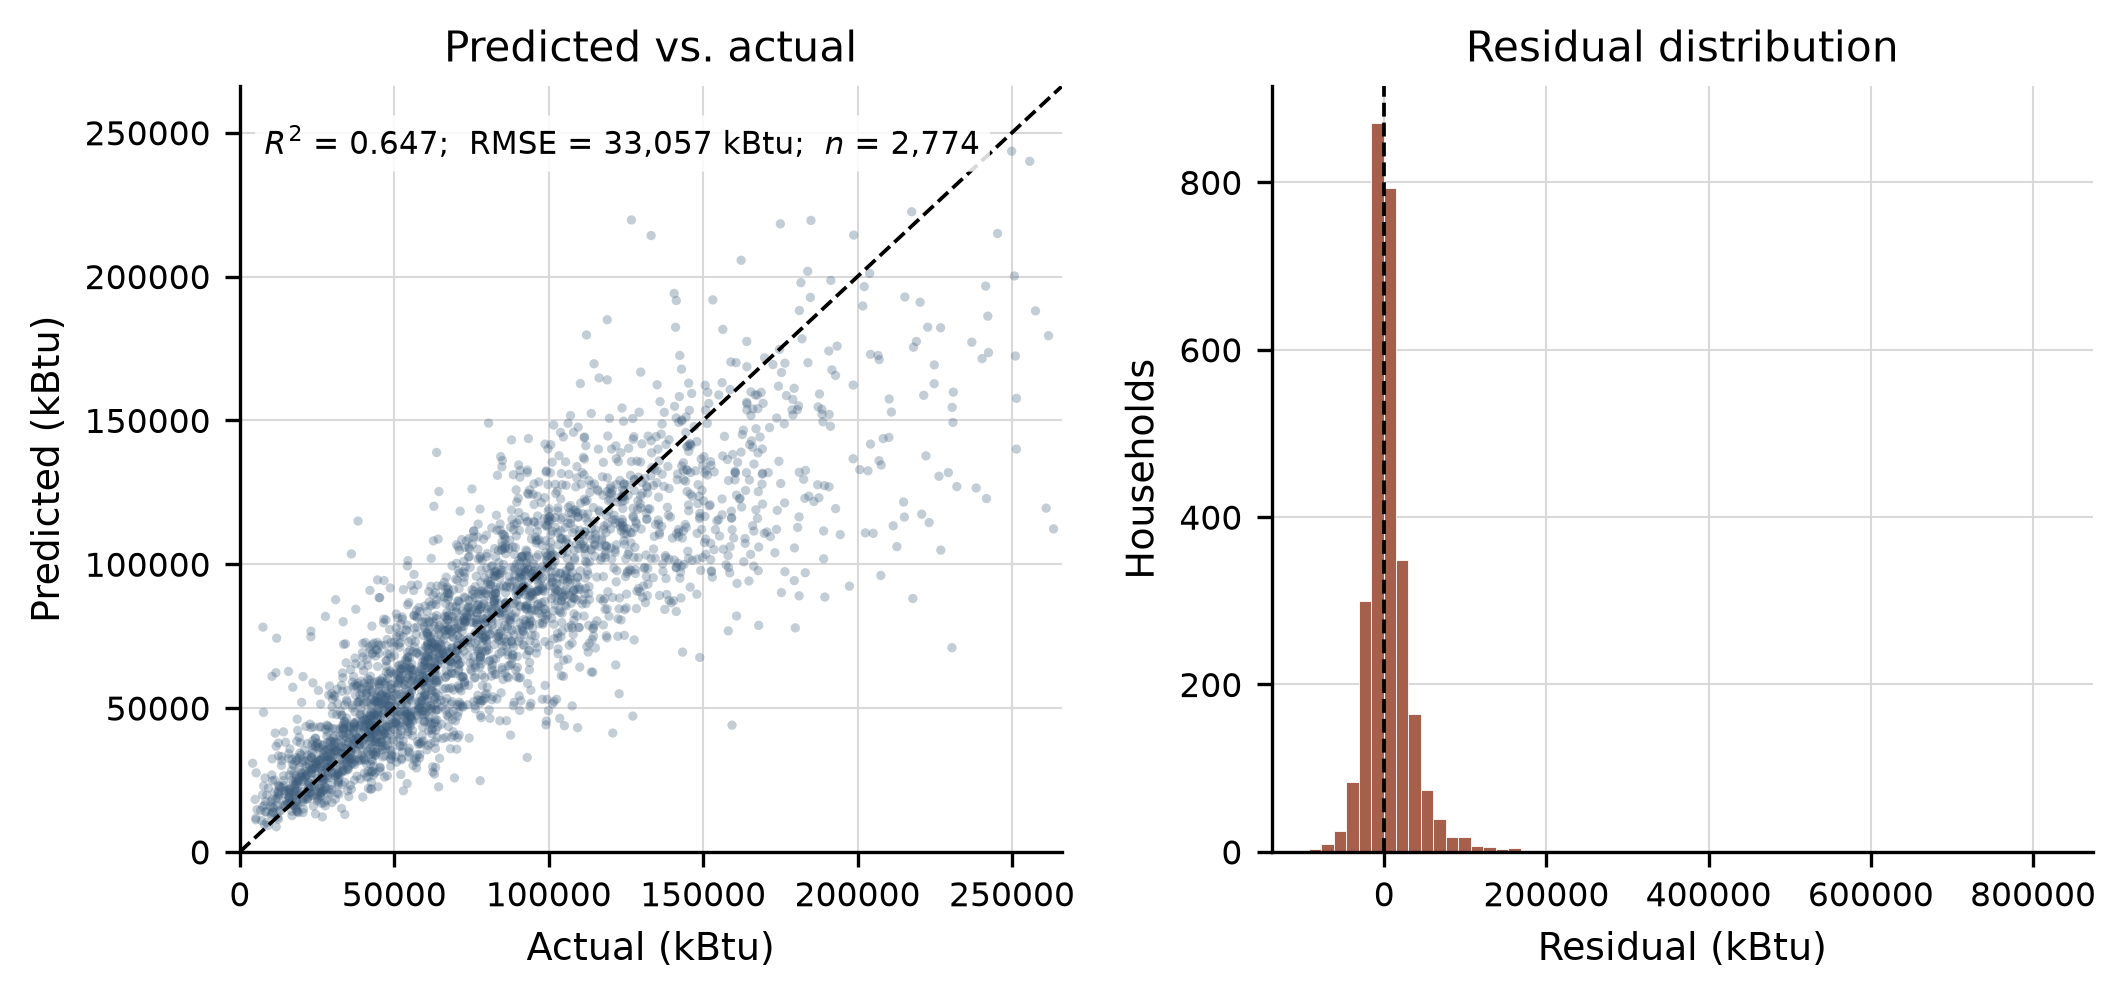 Predicted vs. actual
R² = 0.647; RMSE = 33,057 kBtu; n = 2,774
Predicted (kBtu)
250000
200000
150000
100000
50000
0
0 50000 100000 150000 200000 250000
Actual (kBtu)
Residual distribution
Households
800
600
400
200
0
0 200000 400000 600000 800000
Residual (kBtu)